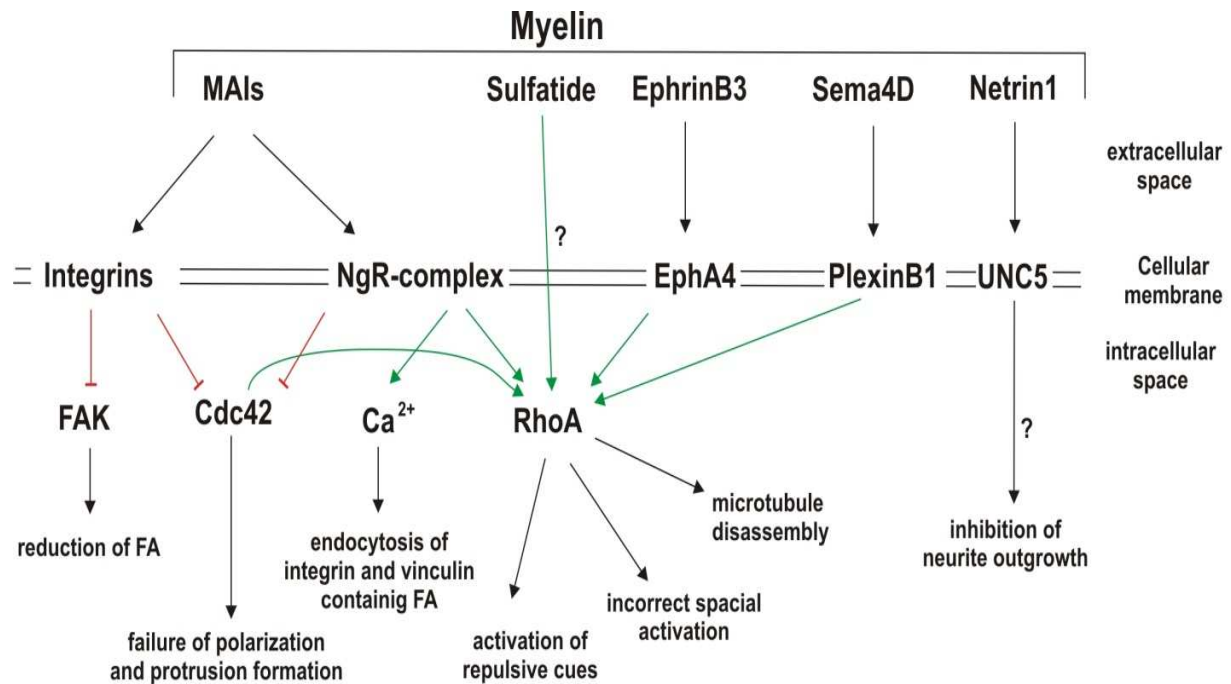 Myelin
MAIs
Sulfatide
EphrinB3
Sema4D
Netrin1
extracellular
space
?
Integrins
NgR-complex
EphA4
PlexinB1
UNC5
Cellular
membrane
intracellular
space
FAK
Cdc42
Ca2+
RhoA
?
reduction of FA
failure of polarization
and protrusion formation
endocytosis of
integrin and vinculin
containig FA
activation of
repulsive cues
incorrect spacial
activation
microtubule
disassembly
inhibition of
neurite outgrowth